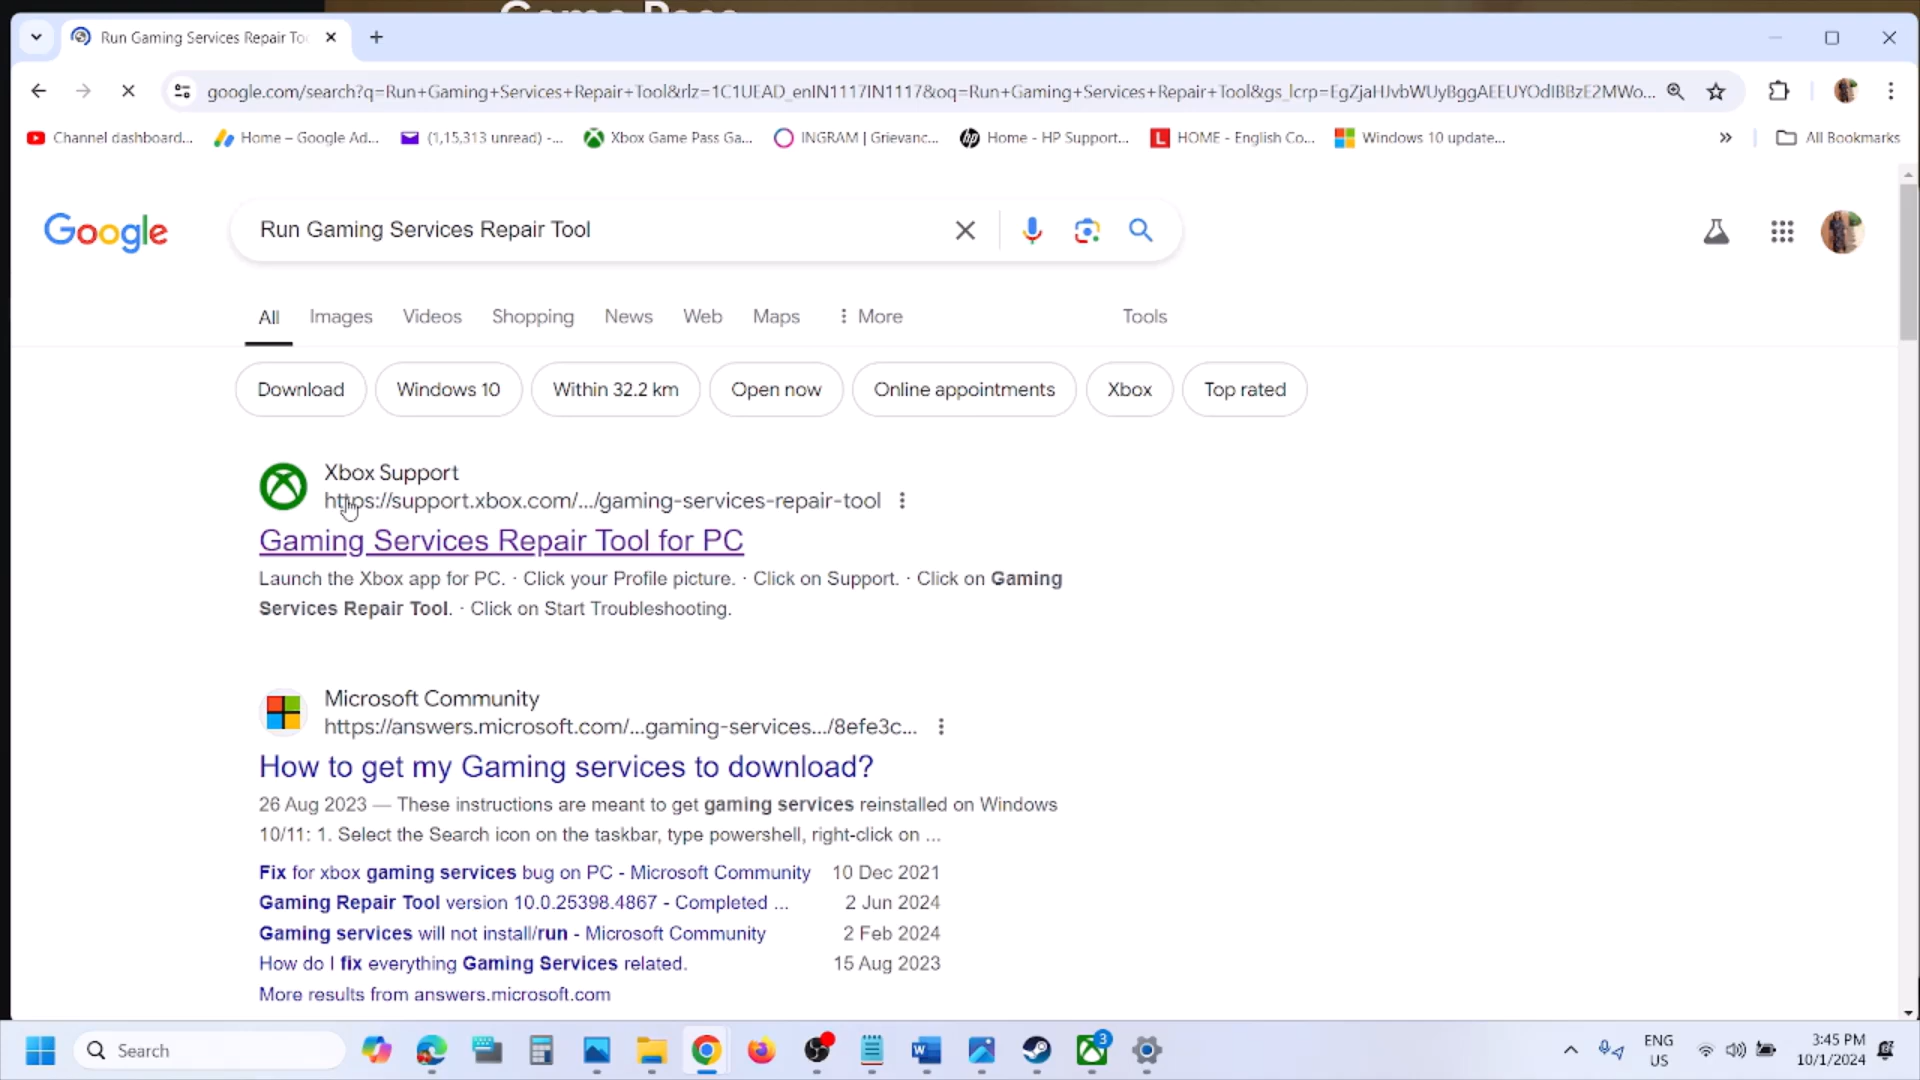 Game Pass
Run Gaming Services Repair To
google.com/search?q=Run+Gaming+Services+Repair+Tool&rlz=1C1UEAD_enIN1117IN1117&oq=Run+Gaming+Services+Repair+Tool&gs_lcrp=EgZjaHJvbWUyBggAEEUYOdIBBzE2MWo...
Channel dashboard...
Home – Google Ad...
(1,15,313 unread) -...
Xbox Game Pass Ga...
INGRAM | Grievanc...
Home - HP Support...
HOME - English Co...
Windows 10 update...
All Bookmarks
Google
Run Gaming Services Repair Tool
All
Images
Videos
Shopping
News
Web
Maps
More
Tools
Download
Windows 10
Within 32.2 km
Open now
Online appointments
Xbox
Top rated
Xbox Support
https://support.xbox.com/.../gaming-services-repair-tool
Gaming Services Repair Tool for PC
Launch the Xbox app for PC. · Click your Profile picture. · Click on Support. · Click on Gaming
Services Repair Tool. · Click on Start Troubleshooting.
Microsoft Community
https://answers.microsoft.com/...gaming-services.../8efe3c...
How to get my Gaming services to download?
26 Aug 2023 — These instructions are meant to get gaming services reinstalled on Windows
10/11: 1. Select the Search icon on the taskbar, type powershell, right-click on ...
Fix for xbox gaming services bug on PC - Microsoft Community 10 Dec 2021
Gaming Repair Tool version 10.0.25398.4867 - Completed ... 2 Jun 2024
Gaming services will not install/run - Microsoft Community 2 Feb 2024
How do I fix everything Gaming Services related. 15 Aug 2023
More results from answers.microsoft.com
Search
3
ENG
US
3:45 PM
10/1/2024